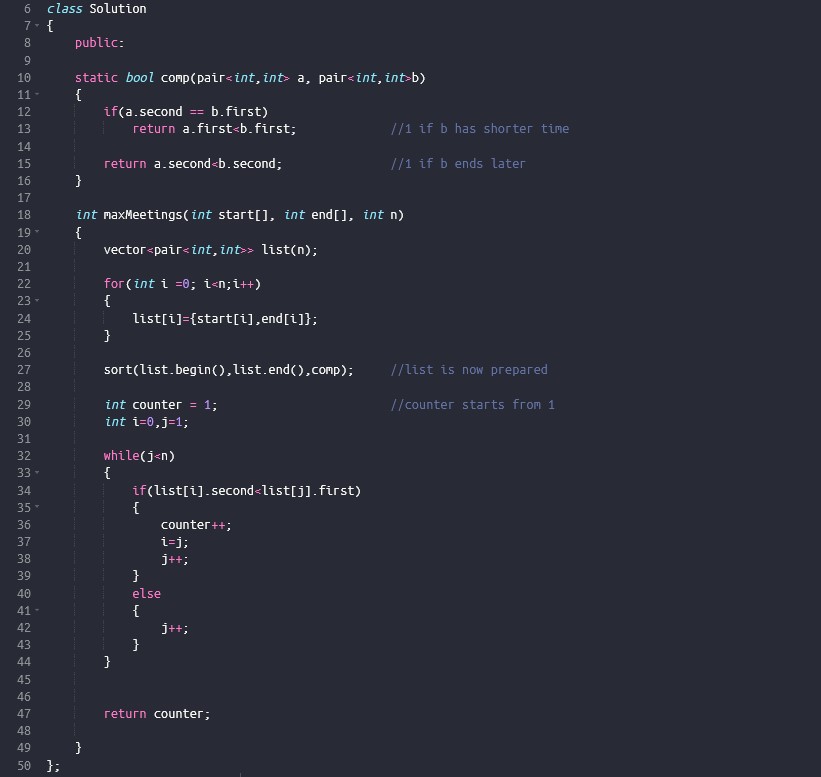 6 class Solution
7 {
8     public:
9
10     static bool comp(pair<int,int> a, pair<int,int>b)
11     {
12         if(a.second == b.first)
13             return a.first<b.first;             //1 if b has shorter time
14
15         return a.second<b.second;               //1 if b ends later
16     }
17
18     int maxMeetings(int start[], int end[], int n)
19     {
20         vector<pair<int,int>> list(n);
21
22         for(int i =0; i<n;i++)
23         {
24             list[i]={start[i],end[i]};
25         }
26
27         sort(list.begin(),list.end(),comp);     //list is now prepared
28
29         int counter = 1;                        //counter starts from 1
30         int i=0,j=1;
31
32         while(j<n)
33         {
34             if(list[i].second<list[j].first)
35             {
36                 counter++;
37                 i=j;
38                 j++;
39             }
40             else
41             {
42                 j++;
43             }
44         }
45
46
47         return counter;
48
49     }
50 };